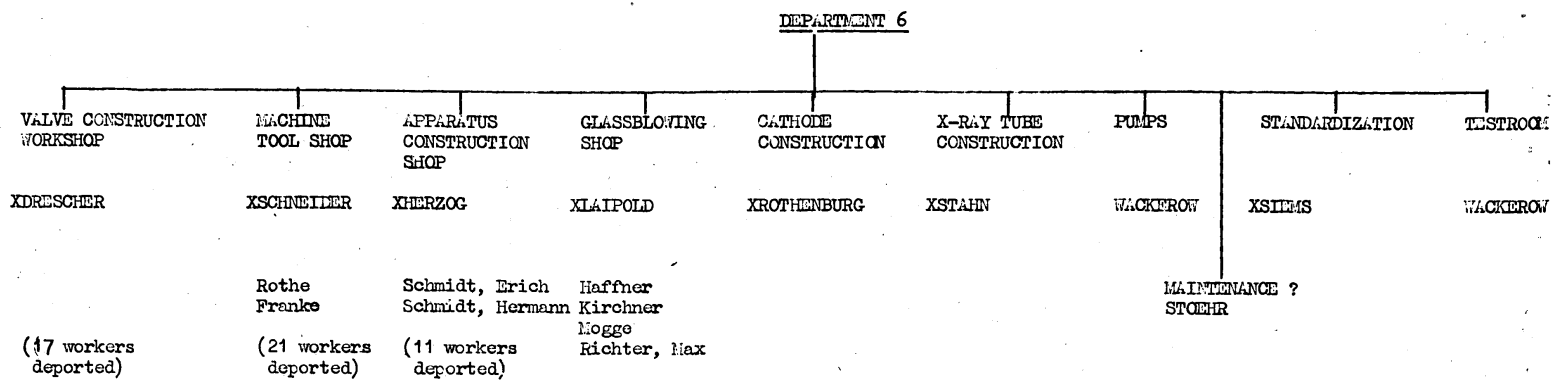 DEPARTMENT 6
VALVE CONSTRUCTION
WORKSHOP
MACHINE
TOOL SHOP
APPARATUS
CONSTRUCTION
SHOP
GLASSBLOWING
SHOP
CATHODE
CONSTRUCTION
X-RAY TUBE
CONSTRUCTION
PUMPS
STANDARDIZATION
TESTROOM
XDRESCHER
XSCHNEIDER
XHERZOG
XLAIPOLD
XROTHENBURG
XSTAHN
WACKEROW
XSIEMS
WACKEROW
Rothe
Franke
Schmidt, Erich
Schmidt, Hermann
Haffner
Kirchner
Mogge
Richter, Max
MAINTENANCE ?
STOEHR
(17 workers
deported)
(21 workers
deported)
(11 workers
deported)